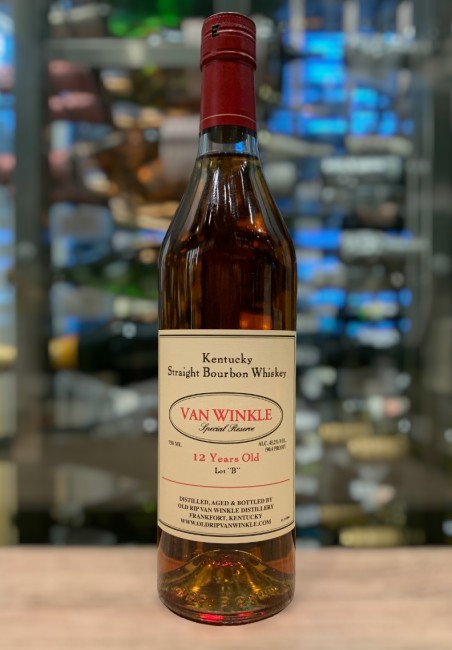 Kentucky
Straight Bourbon Whiskey
VAN WINKLE
Special Reserve
750 ML.
ALC. 45.2% VOL.
(90.4 PROOF)
12 Years Old
Lot "B"
DISTILLED, AGED & BOTTLED BY
OLD RIP VAN WINKLE DISTILLERY
FRANKFORT, KENTUCKY
WWW.OLDRIPVANWINKLE.COM